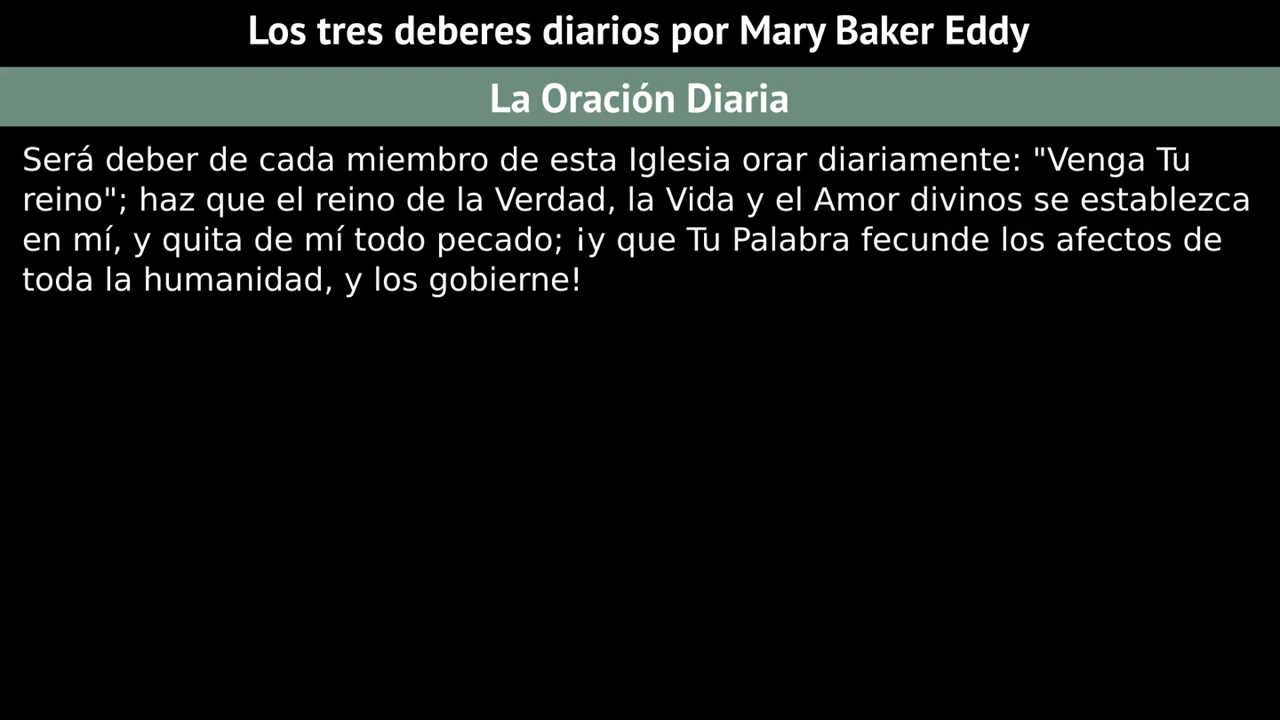 Los tres deberes diarios por Mary Baker Eddy
La Oración Diaria
Será deber de cada miembro de esta Iglesia orar diariamente: "Venga Tu
reino"; haz que el reino de la Verdad, la Vida y el Amor divinos se establezca
en mí, y quita de mí todo pecado; ¡y que Tu Palabra fecunde los afectos de
toda la humanidad, y los gobierne!